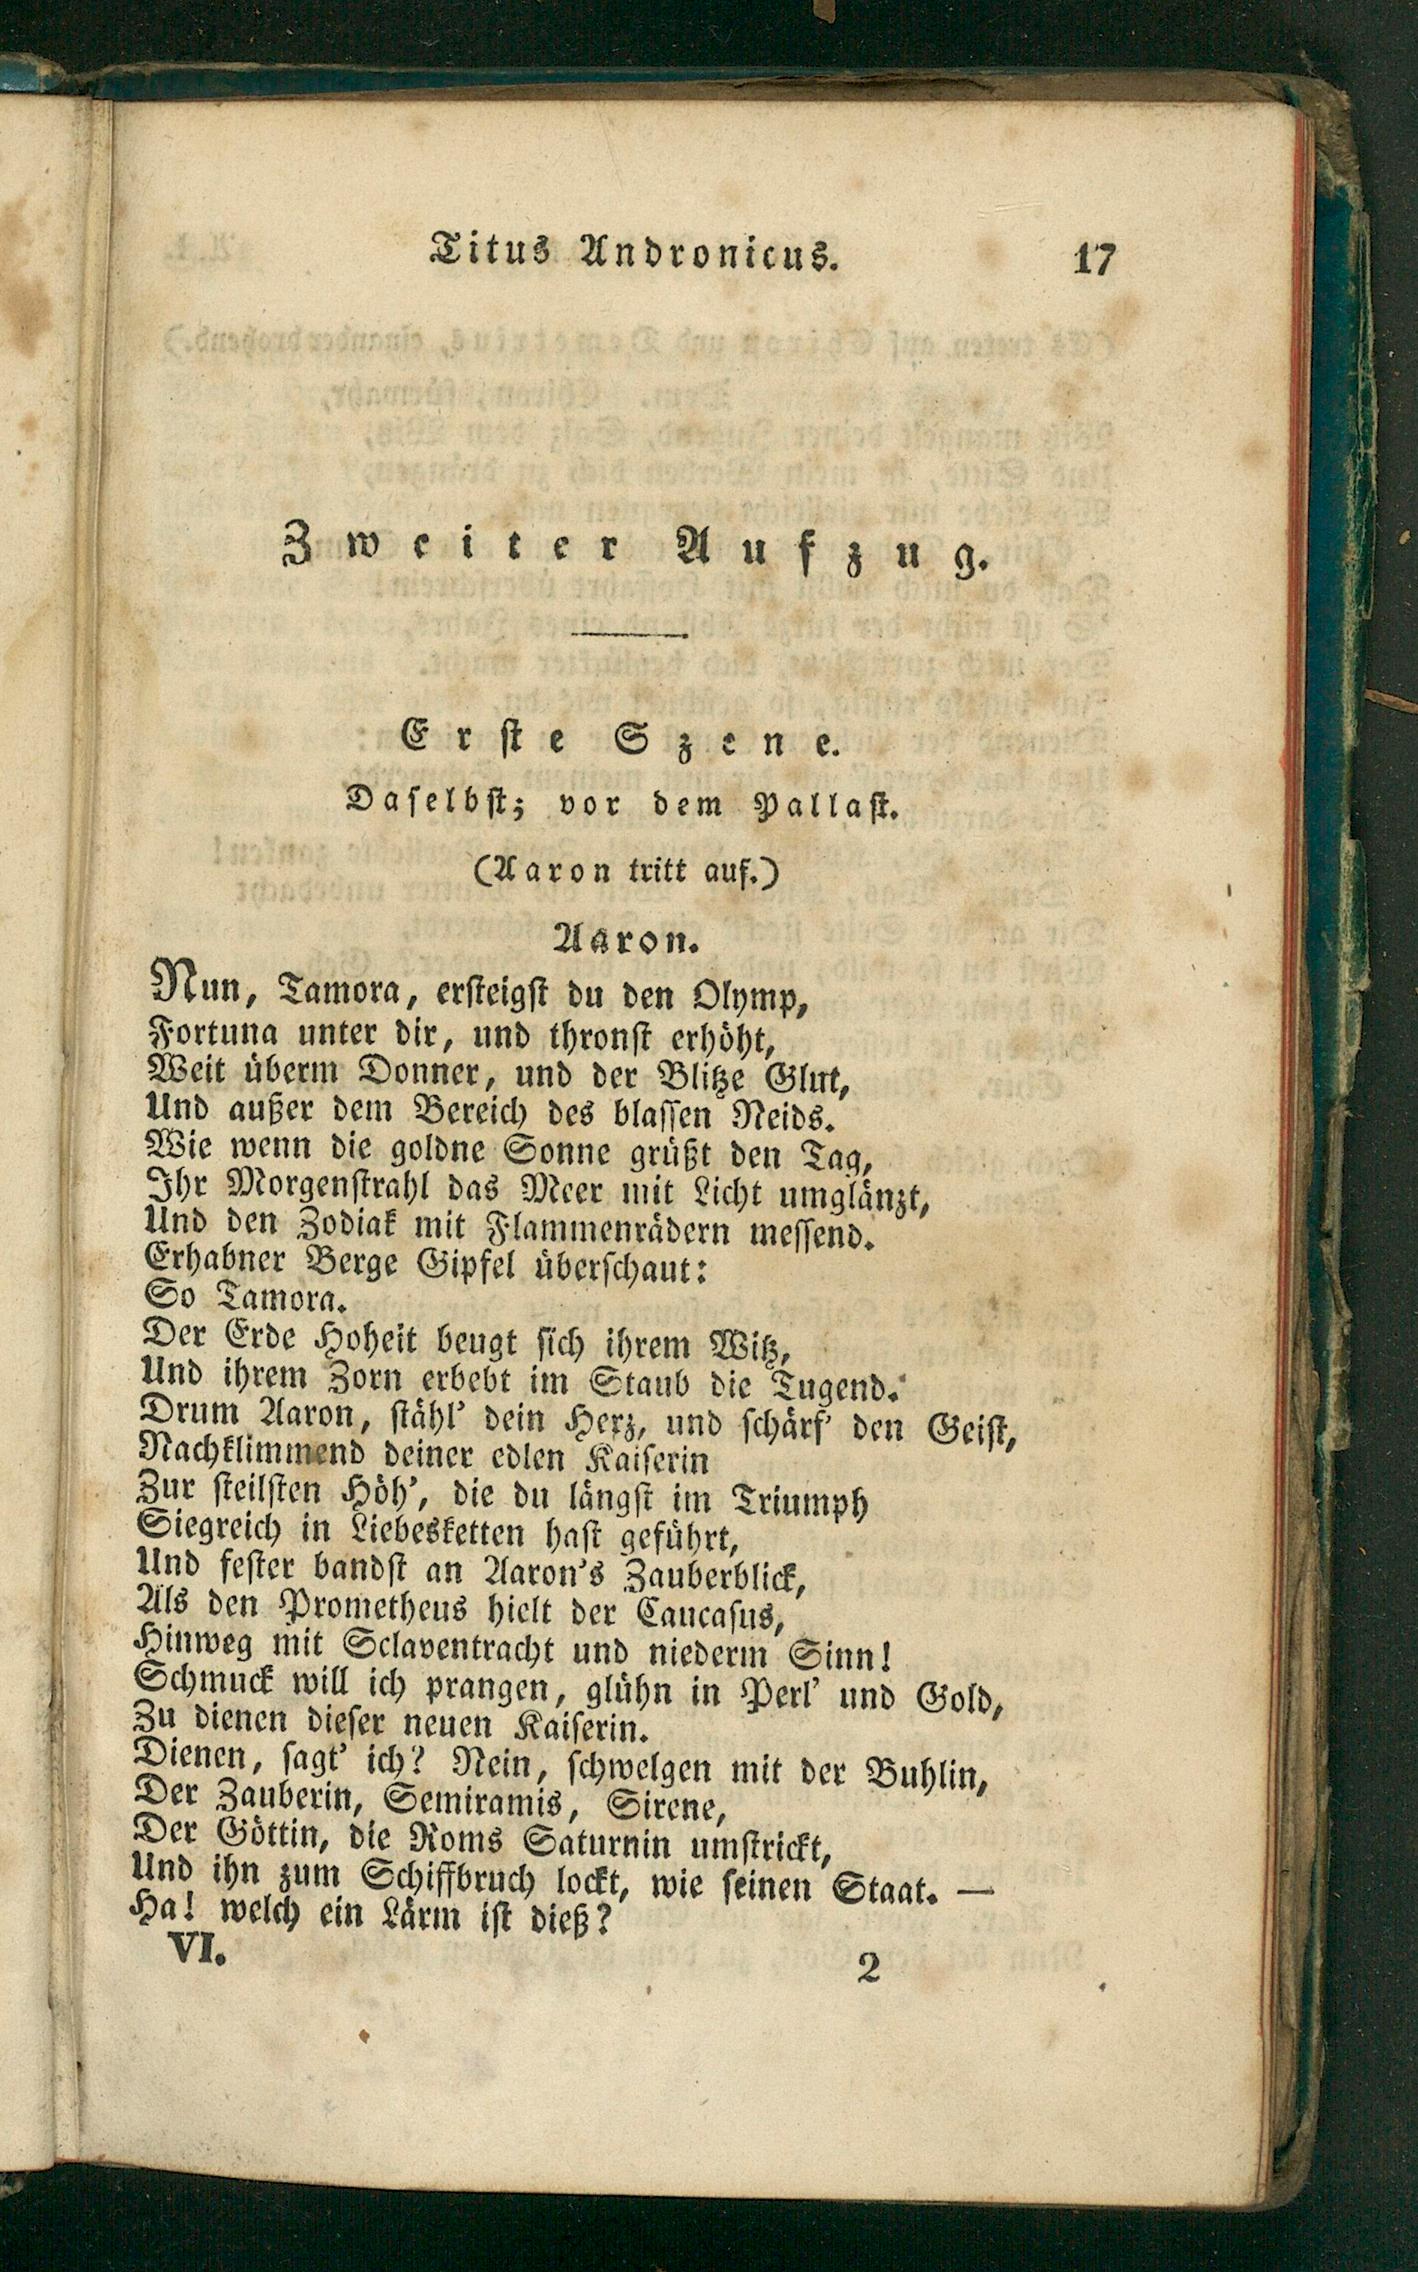 Titus Andronicus. 17
Zweiter Aufzug.
Erste Szene.
Daselbst; vor dem Pallast.
(Aaron tritt auf.)
Aaron.
Nun, Tamora, ersteigst du den Olymp,
Fortuna unter dir, und thronst erhöht,
Weit überm Donner, und der Blitze Glut,
Und außer dem Bereich des blassen Neids.
Wie wenn die goldne Sonne grüßt den Tag,
Ihr Morgenstrahl das Meer mit Licht umglänzt,
Und den Zodiak mit Flammenrädern messend.
Erhabner Berge Gipfel überschaut:
So Tamora.
Der Erde Hoheit beugt sich ihrem Witz,
Und ihrem Zorn erbebt im Staub die Tugend.
Drum Aaron, stähl' dein Herz, und schärf' den Geist,
Nachklimmend deiner edlen Kaiserin
Zur steilsten Höh', die du längst im Triumph
Siegreich in Liebesketten hast geführt,
Und fester bandst an Aaron's Zauberblick,
Als den Prometheus hielt der Caucasus,
Hinweg mit Sclaventracht und niederm Sinn!
Schmuck will ich prangen, glühn in Perl' und Gold,
Zu dienen dieser neuen Kaiserin.
Dienen, sagt' ich? Nein, schwelgen mit der Buhlin,
Der Zauberin, Semiramis, Sirene,
Der Göttin, die Roms Saturnin umstrickt,
Und ihn zum Schiffbruch lockt, wie seinen Staat. —
Ha! welch ein Lärm ist dieß?
VI. 2